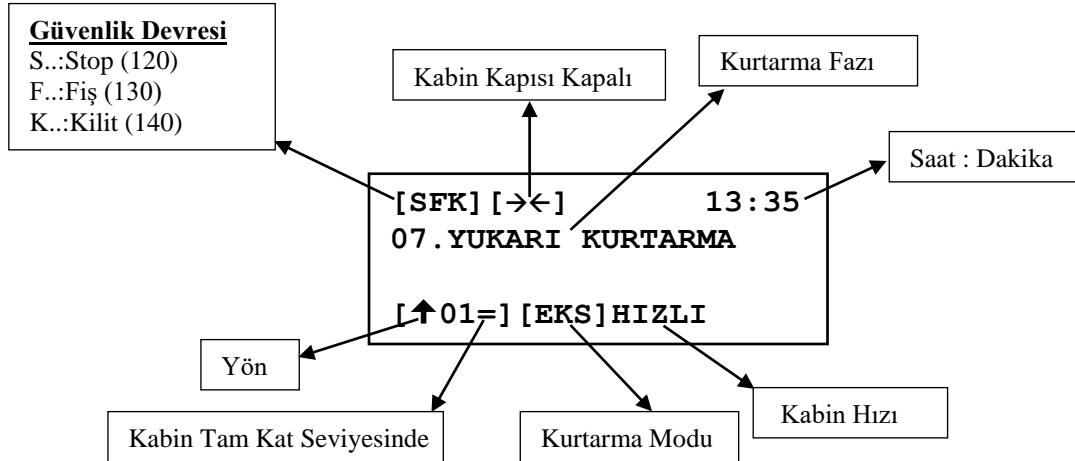 Güvenlik Devresi
S..:Stop (120)
F..:Fiş (130)
K..:Kilit (140)
Kabin Kapısı Kapalı
Kurtarma Fazı
Saat : Dakika
[SFK][→←] 13:35
07.YUKARI KURTARMA
[↑01=][EKS]HIZLI
Yön
Kabin Tam Kat Seviyesinde
Kurtarma Modu
Kabin Hızı